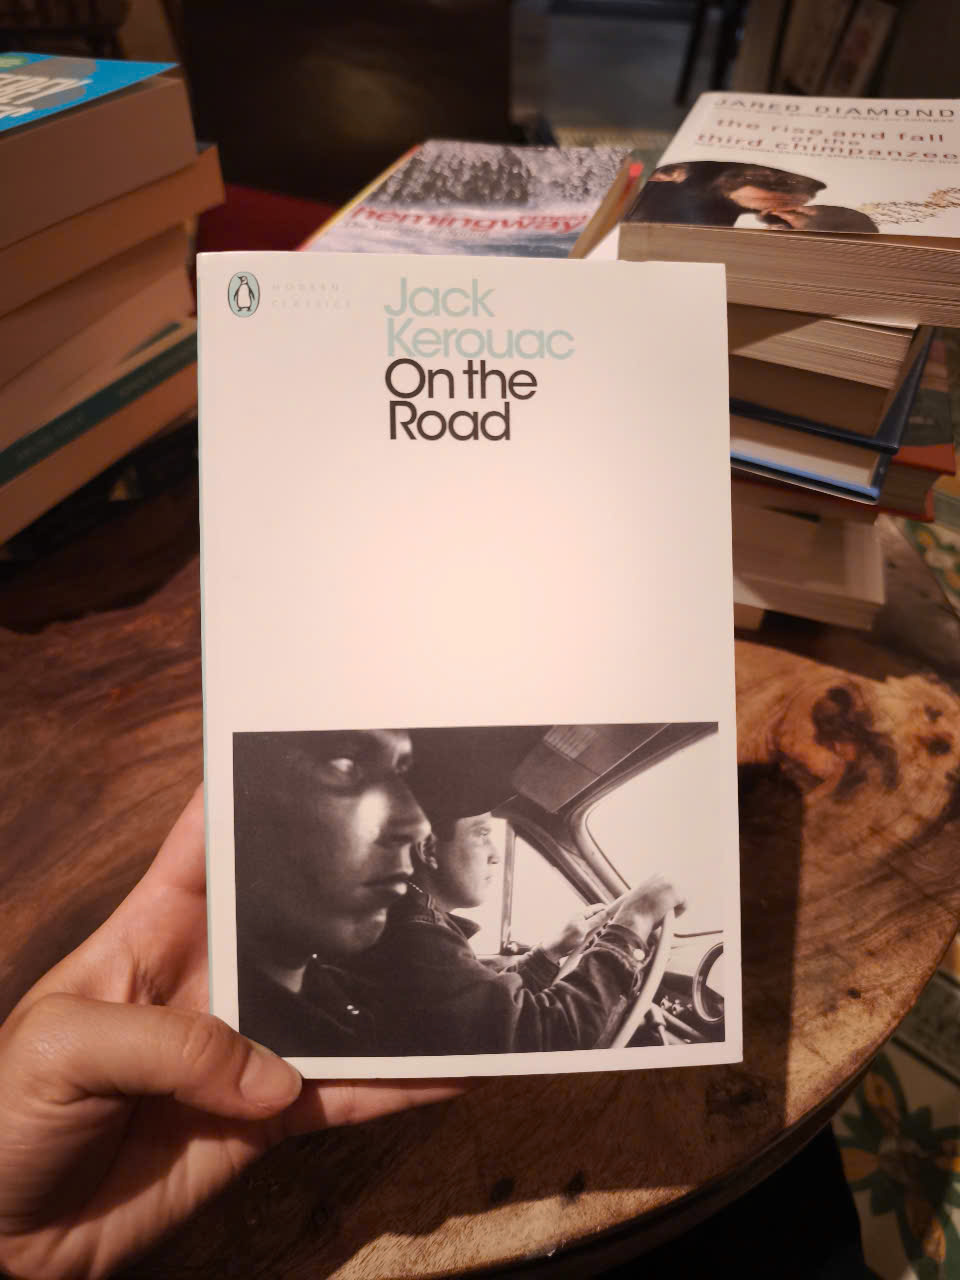 MODERN
CLASSICS
Jack
Kerouac
On the
Road
hemingway
JARED DIAMOND
the rise and fall
of the
third chimpanzee